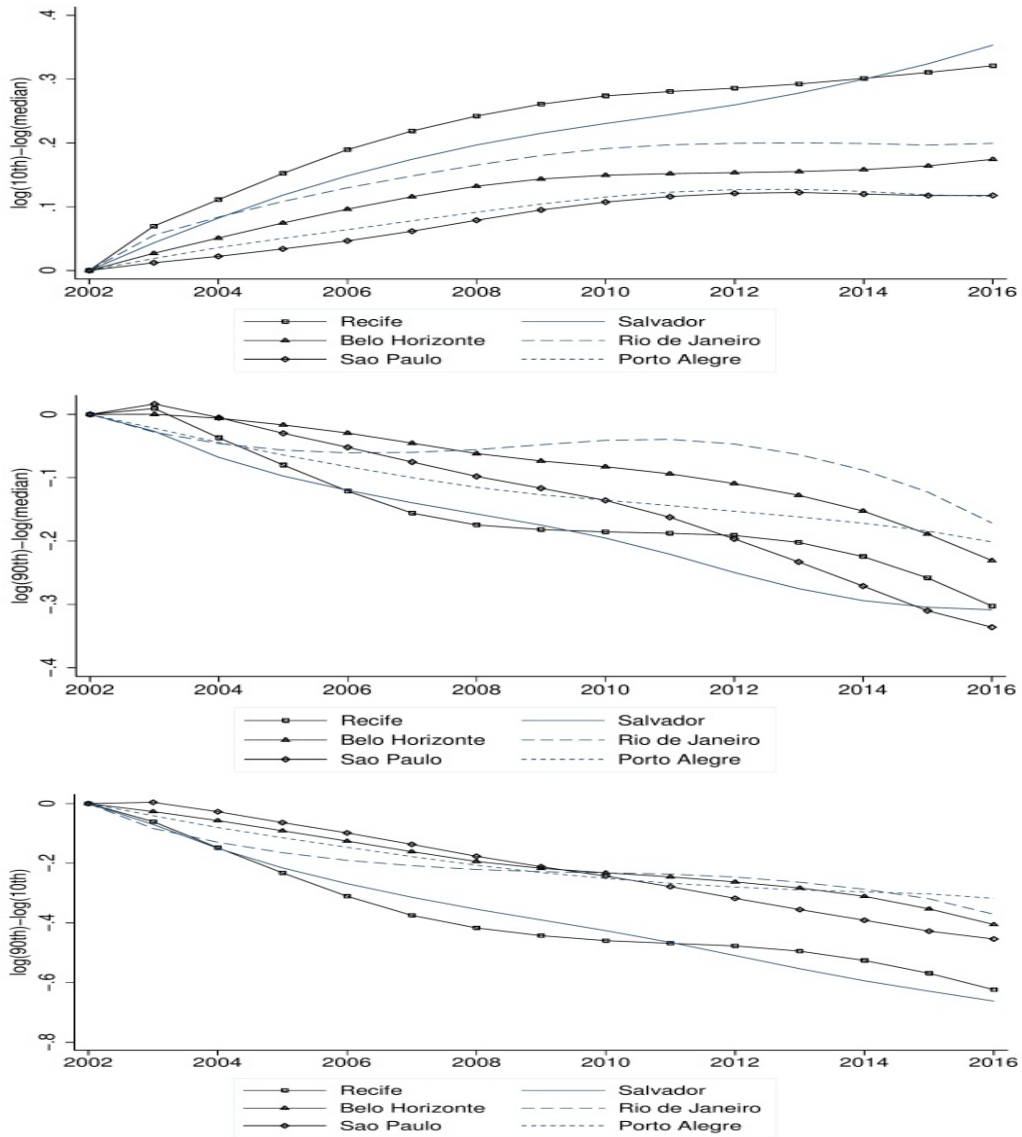 .4
.3
.2
.1
0
log(10th)-log(median)
2002 2004 2006 2008 2010 2012 2014 2016
Recife Salvador
Belo Horizonte Rio de Janeiro
Sao Paulo Porto Alegre
0
-.1
-.2
-.3
-.4
log(90th)-log(median)
2002 2004 2006 2008 2010 2012 2014 2016
Recife Salvador
Belo Horizonte Rio de Janeiro
Sao Paulo Porto Alegre
0
-.2
-.4
-.6
-.8
log(90th)-log(10th)
2002 2004 2006 2008 2010 2012 2014 2016
Recife Salvador
Belo Horizonte Rio de Janeiro
Sao Paulo Porto Alegre